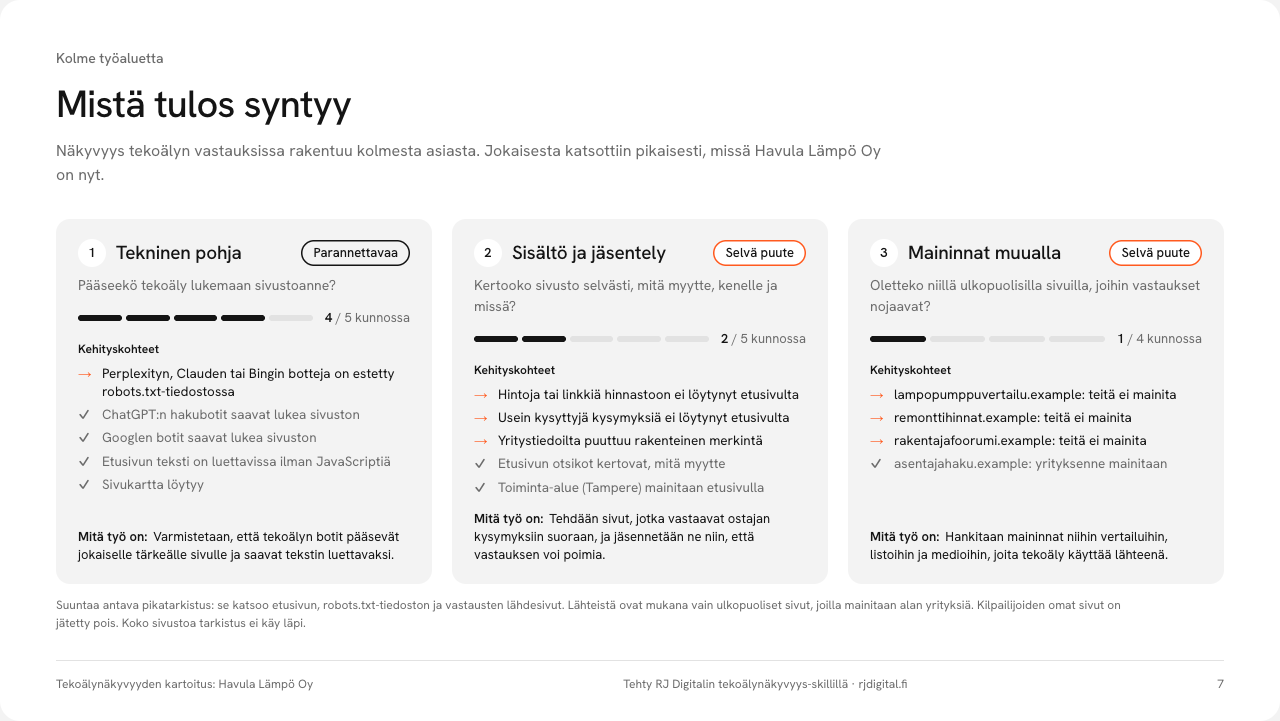 Kolme työaluetta
Mistä tulos syntyy
Näkyvyys tekoälyn vastauksissa rakentuu kolmesta asiasta. Jokaisesta katsottiin pikaisesti, missä Havula Lämpö Oy
on nyt.
1 Tekninen pohja Parannettavaa
Pääseekö tekoäly lukemaan sivustoanne?
4 / 5 kunnossa
Kehityskohteet
→ Perplexityn, Clauden tai Bingin botteja on estetty
robots.txt-tiedostossa
✓ ChatGPT:n hakubotit saavat lukea sivuston
✓ Googlen botit saavat lukea sivuston
✓ Etusivun teksti on luettavissa ilman JavaScriptiä
✓ Sivukartta löytyy
Mitä työ on: Varmistetaan, että tekoälyn botit pääsevät
jokaiselle tärkeälle sivulle ja saavat tekstin luettavaksi.
2 Sisältö ja jäsentely Selvä puute
Kertooko sivusto selvästi, mitä myytte, kenelle ja
missä?
2 / 5 kunnossa
Kehityskohteet
→ Hintoja tai linkkiä hinnastoon ei löytynyt etusivulta
→ Usein kysyttyjä kysymyksiä ei löytynyt etusivulta
→ Yritystiedoilta puuttuu rakenteinen merkintä
✓ Etusivun otsikot kertovat, mitä myytte
✓ Toiminta-alue (Tampere) mainitaan etusivulla
Mitä työ on: Tehdään sivut, jotka vastaavat ostajan
kysymyksiin suoraan, ja jäsennetään ne niin, että
vastauksen voi poimia.
3 Maininnat muualla Selvä puute
Oletteko niillä ulkopuolisilla sivuilla, joihin vastaukset
nojaavat?
1 / 4 kunnossa
Kehityskohteet
→ lampopumppuvertailu.example: teitä ei mainita
→ remonttihinnat.example: teitä ei mainita
→ rakentajafoorumi.example: teitä ei mainita
✓ asentajahaku.example: yrityksenne mainitaan
Mitä työ on: Hankitaan maininnat niihin vertailuihin,
listoihin ja medioihin, joita tekoäly käyttää lähteenä.
Suuntaa antava pikatarkistus: se katsoo etusivun, robots.txt-tiedoston ja vastausten lähdesivut. Lähteistä ovat mukana vain ulkopuoliset sivut, joilla mainitaan alan yrityksiä. Kilpailijoiden omat sivut on
jätetty pois. Koko sivustoa tarkistus ei käy läpi.
Tekoälynäkyvyyden kartoitus: Havula Lämpö Oy
Tehty RJ Digitalin tekoälynäkyvyys-skillillä · rjdigital.fi
7